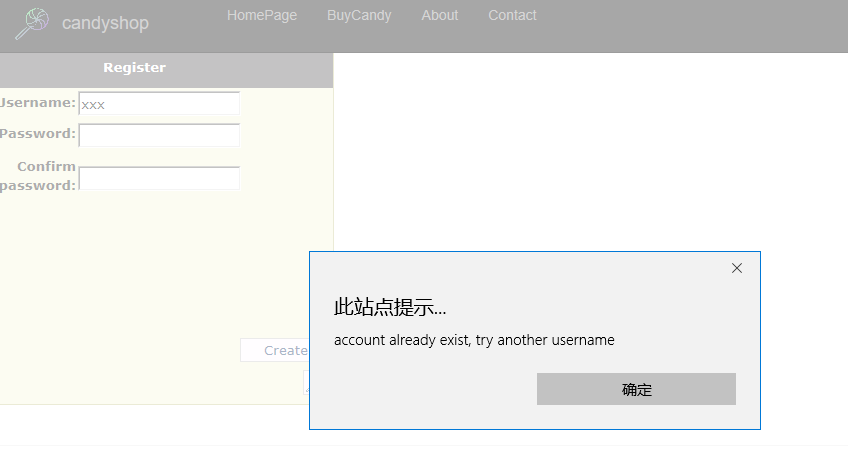 candyshop
HomePage
BuyCandy
About
Contact
Register
Username:
xxx
Password:
Confirm
password:
Create
此站点提示...
account already exist, try another username
确定